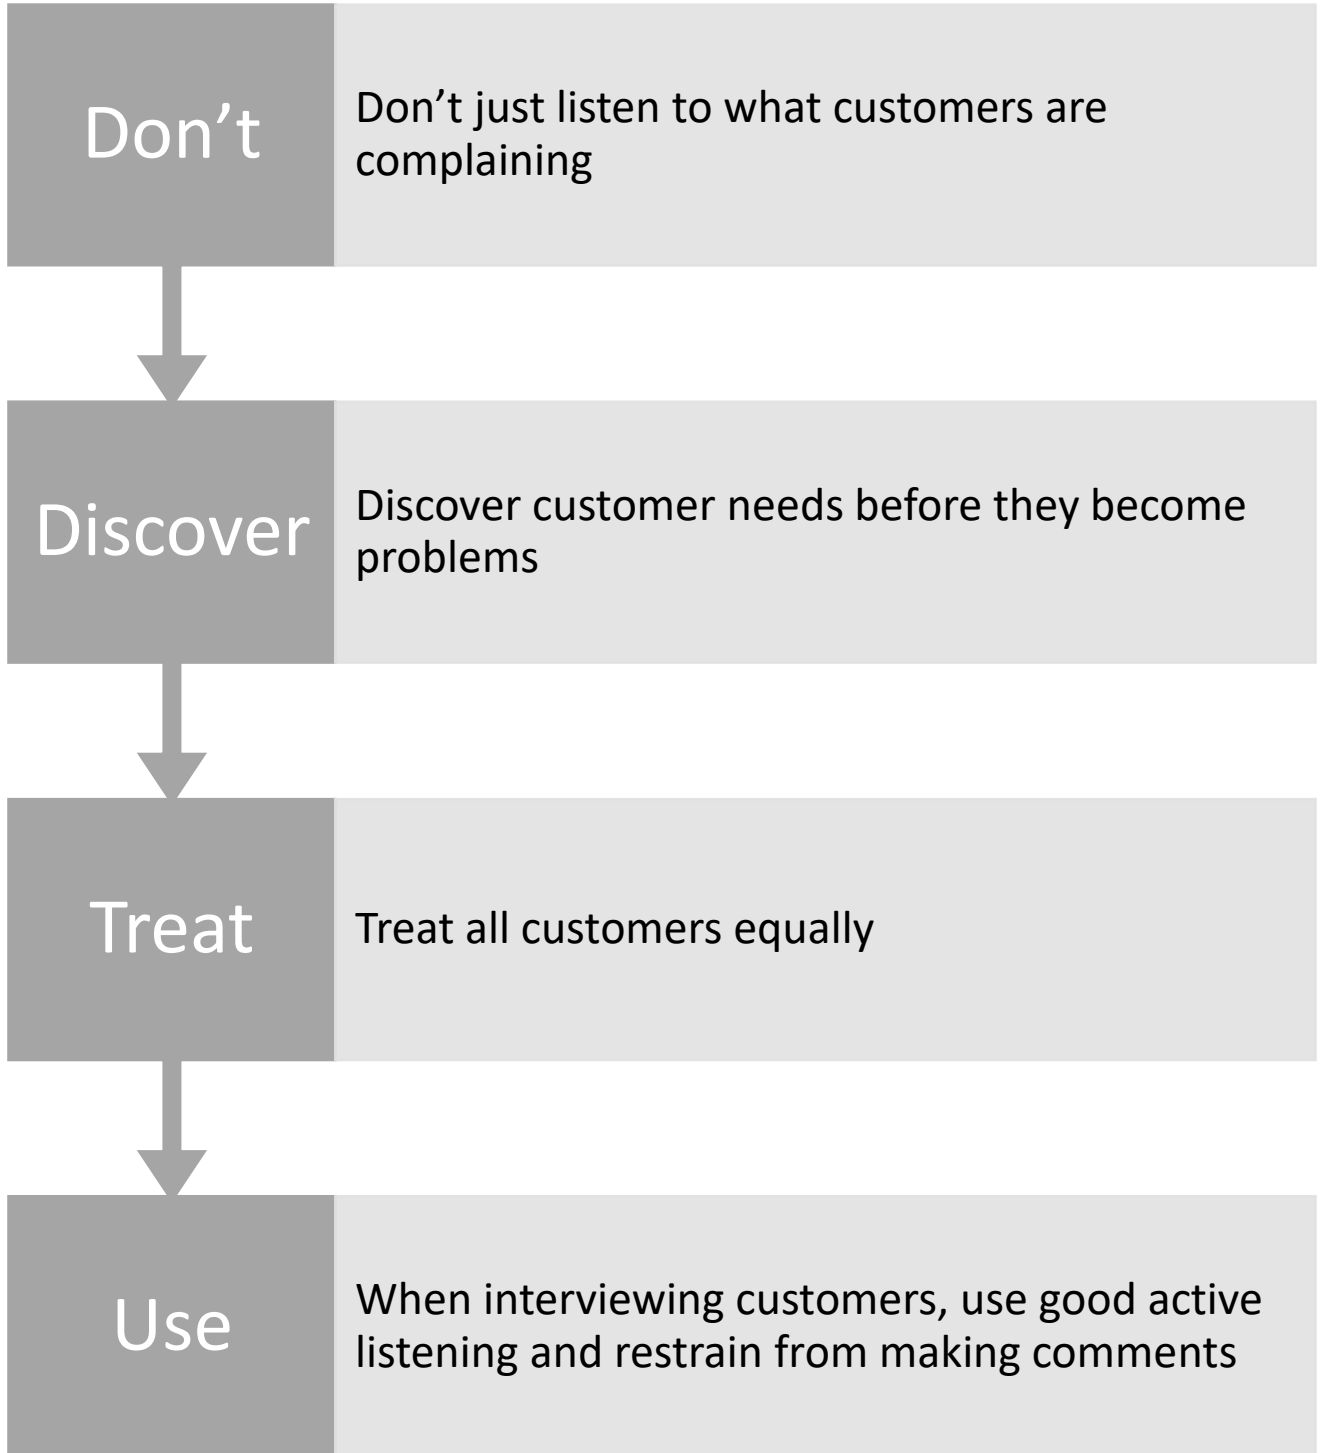 Don’t
Don’t just listen to what customers are
complaining
Discover
Discover customer needs before they become
problems
Treat
Treat all customers equally
Use
When interviewing customers, use good active
listening and restrain from making comments